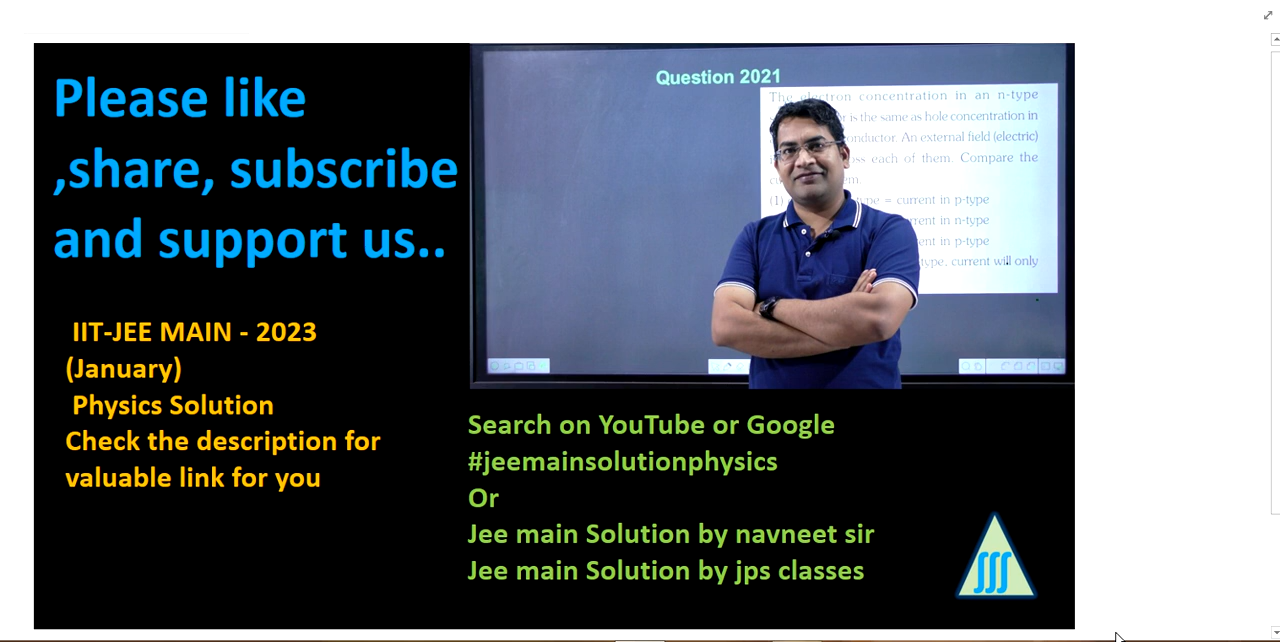 Please like
,share, subscribe
and support us..
IIT-JEE MAIN - 2023
(January)
Physics Solution
Check the description for
valuable link for you
Question 2021
The electron concentration in an n-type
is the same as hole concentration in
An external field (electric)
each of them. Compare the
(1) = current in p-type
in n-type
in p-type
current will only
Search on YouTube or Google
#jeemainsolutionphysics
Or
Jee main Solution by navneet sir
Jee main Solution by jps classes